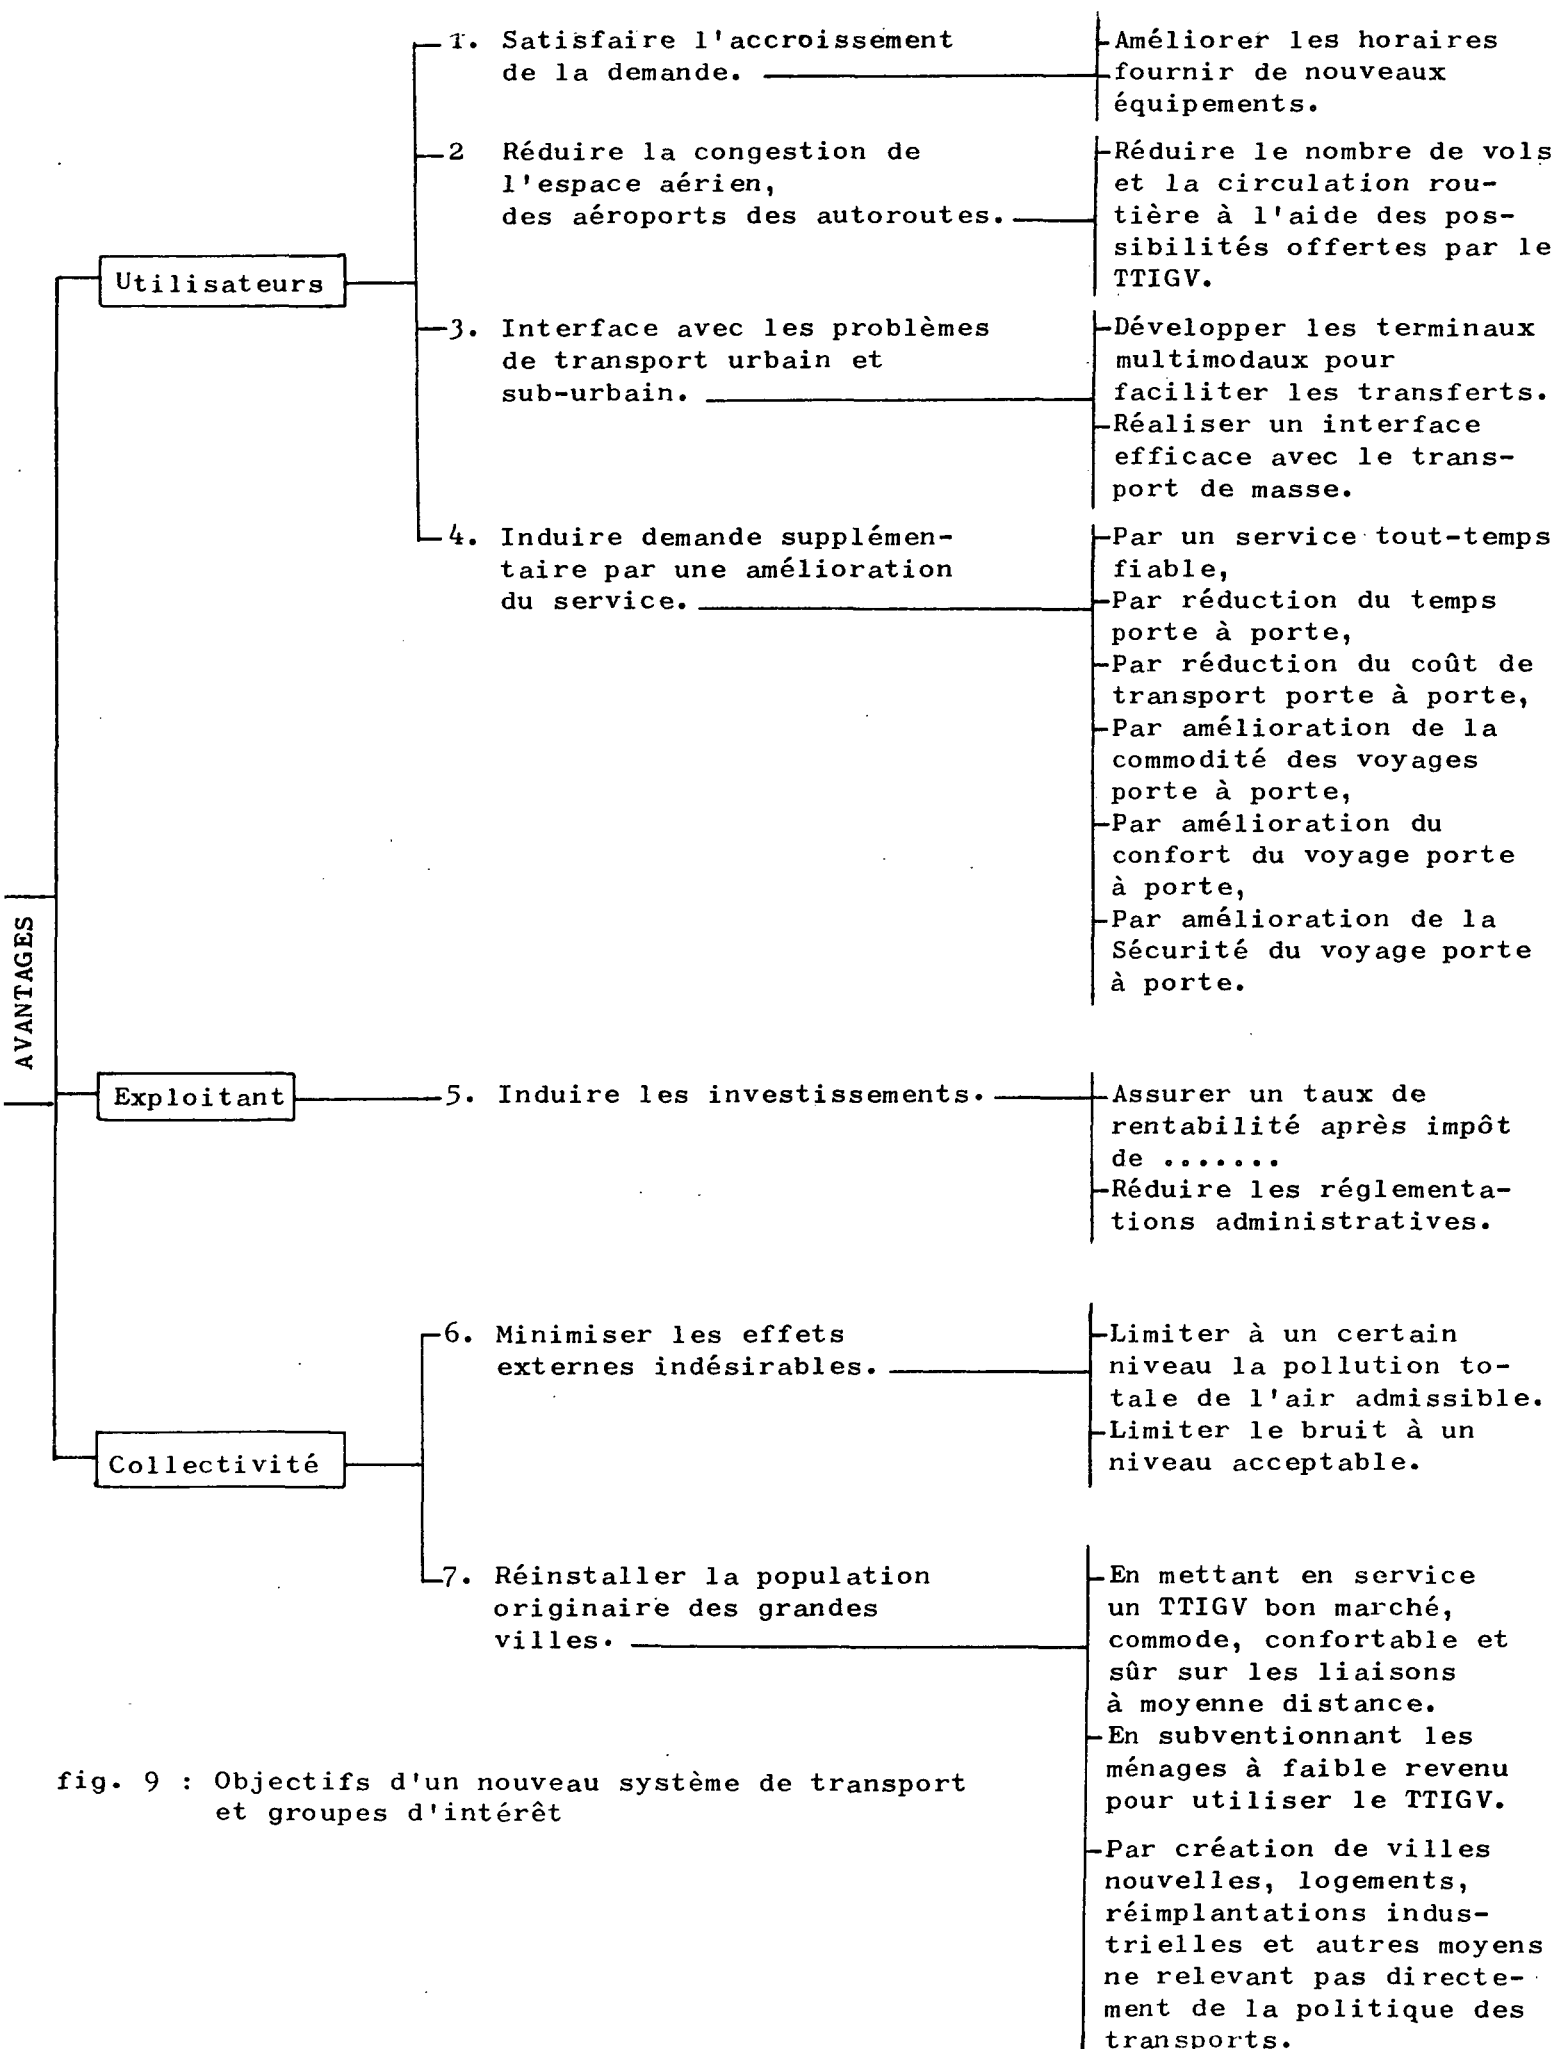 AVANTAGES
Utilisateurs
1. Satisfaire l'accroissement
de la demande.
-Améliorer les horaires
-fournir de nouveaux
équipements.
2 Réduire la congestion de
l'espace aérien,
des aéroports des autoroutes.
-Réduire le nombre de vols
et la circulation rou-
tière à l'aide des pos-
sibilités offertes par le
TTIGV.
3. Interface avec les problèmes
de transport urbain et
sub-urbain.
-Développer les terminaux
multimodaux pour
faciliter les transferts.
-Réaliser un interface
efficace avec le trans-
port de masse.
4. Induire demande supplémen-
taire par une amélioration
du service.
-Par un service tout-temps
fiable,
-Par réduction du temps
porte à porte,
-Par réduction du coût de
transport porte à porte,
-Par amélioration de la
commodité des voyages
porte à porte,
-Par amélioration du
confort du voyage porte
à porte,
-Par amélioration de la
Sécurité du voyage porte
à porte.
Exploitant
5. Induire les investissements.
-Assurer un taux de
rentabilité après impôt
de .......
-Réduire les réglementa-
tions administratives.
Collectivité
6. Minimiser les effets
externes indésirables.
-Limiter à un certain
niveau la pollution to-
tale de l'air admissible.
-Limiter le bruit à un
niveau acceptable.
7. Réinstaller la population
originaire des grandes
villes.
-En mettant en service
un TTIGV bon marché,
commode, confortable et
sûr sur les liaisons
à moyenne distance.
-En subventionnant les
ménages à faible revenu
pour utiliser le TTIGV.
-Par création de villes
nouvelles, logements,
réimplantations indus-
trielles et autres moyens
ne relevant pas directe-
ment de la politique des
transports.
fig. 9 : Objectifs d'un nouveau système de transport
et groupes d'intérêt